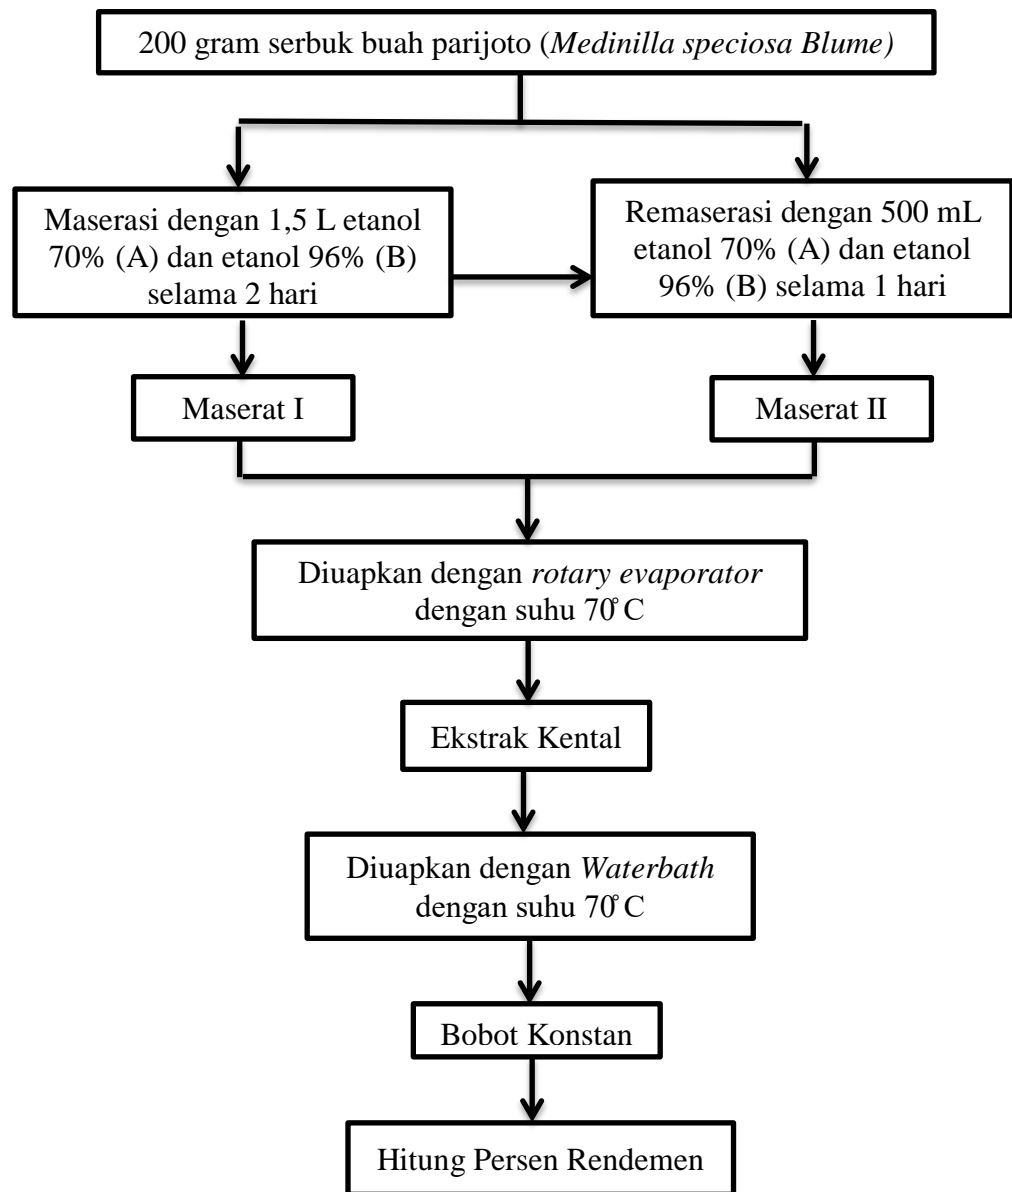 200 gram serbuk buah parijoto (Medinilla speciosa Blume)
Maserasi dengan 1,5 L etanol
70% (A) dan etanol 96% (B)
selama 2 hari
Remaserasi dengan 500 mL
etanol 70% (A) dan etanol
96% (B) selama 1 hari
Maserat I
Maserat II
Diuapkan dengan rotary evaporator
dengan suhu 70̊ C
Ekstrak Kental
Diuapkan dengan Waterbath
dengan suhu 70̊ C
Bobot Konstan
Hitung Persen Rendemen